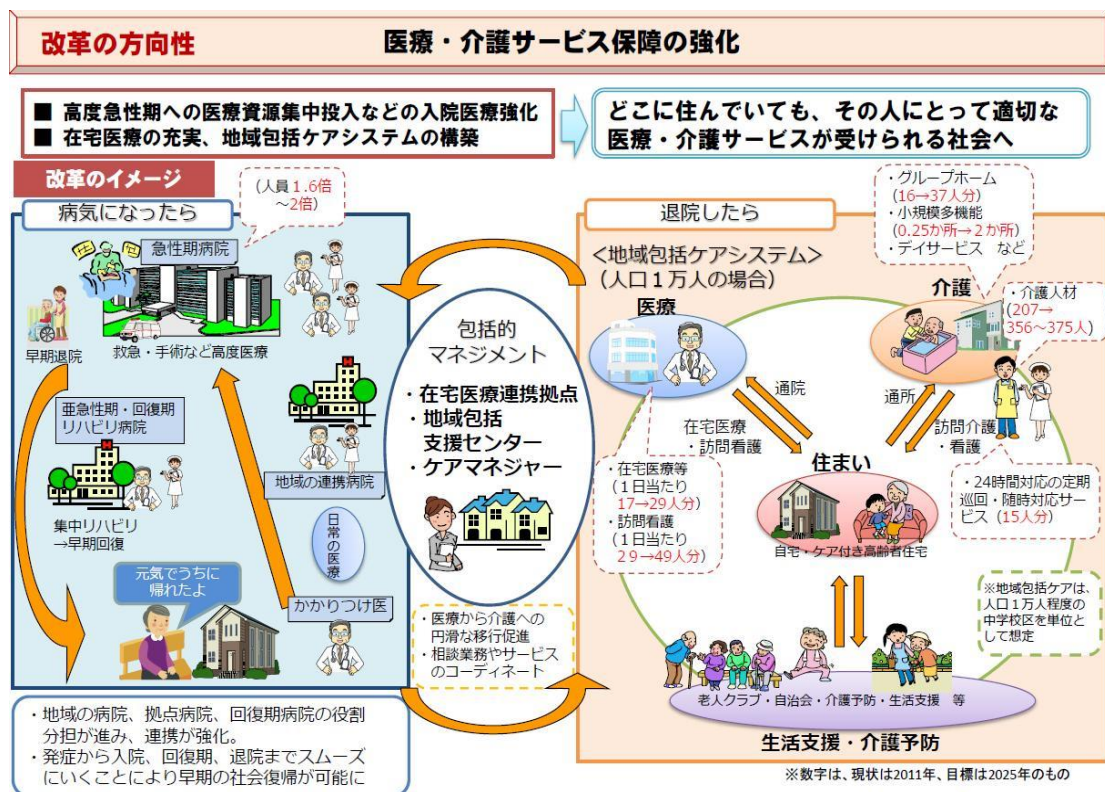 改革の方向性
医療・介護サービス保障の強化
■ 高度急性期への医療資源集中投入などの入院医療強化
■ 在宅医療の充実、地域包括ケアシステムの構築
どこに住んでいても、その人にとって適切な
医療・介護サービスが受けられる社会へ
改革のイメージ
病気になったら
(人員1.6倍
~2倍)
急性期病院
早期退院
救急・手術など高度医療
亜急性期・回復期
リハビリ病院
集中リハビリ
→早期回復
地域の連携病院
日常の医療
元気でうちに
帰れたよ
かかりつけ医
・地域の病院、拠点病院、回復期病院の役割
分担が進み、連携が強化。
・発症から入院、回復期、退院までスムーズ
にいくことにより早期の社会復帰が可能に
包括的
マネジメント
・在宅医療連携拠点
・地域包括
支援センター
・ケアマネジャー
・医療から介護への
円滑な移行促進
・相談業務やサービス
のコーディネート
退院したら
<地域包括ケアシステム>
(人口1万人の場合)
・グループホーム
(16→37人分)
・小規模多機能
(0.25か所→2か所)
・デイサービス など
医療
介護
・介護人材
(207→
356~375人)
通院
在宅医療
・訪問看護
通所
訪問介護
・看護
・在宅医療等
(1日当たり
17→29人分)
・訪問看護
(1日当たり
29→49人分)
住まい
自宅・ケア付き高齢者住宅
・24時間対応の定期
巡回・随時対応サー
ビス(15人分)
※地域包括ケアは、
人口1万人程度の
中学校区を単位と
して想定
老人クラブ・自治会・介護予防・生活支援 等
生活支援・介護予防
※数字は、現状は2011年、目標は2025年のもの